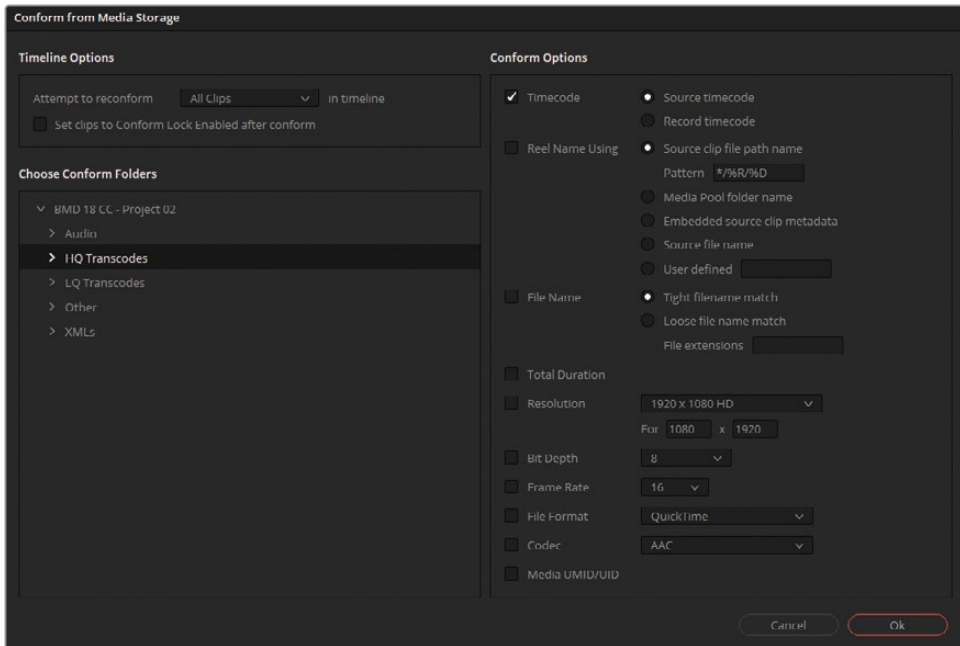 Conform from Media Storage
Timeline Options
Attempt to reconform All Clips in timeline
Set clips to Conform Lock Enabled after conform
Choose Conform Folders
BMD 18 CC - Project 02
Audio
HQ Transcodes
LQ Transcodes
Other
XMLs
Conform Options
Timecode Source timecode
Record timecode
Reel Name Using Source clip file path name
Pattern */%R/%D
Media Pool folder name
Embedded source clip metadata
Source file name
User defined
File Name Tight filename match
Loose file name match
File extensions
Total Duration
Resolution 1920 x 1080 HD
For 1080 x 1920
Bit Depth 8
Frame Rate 16
File Format QuickTime
Codec AAC
Media UMID/UID
Cancel Ok